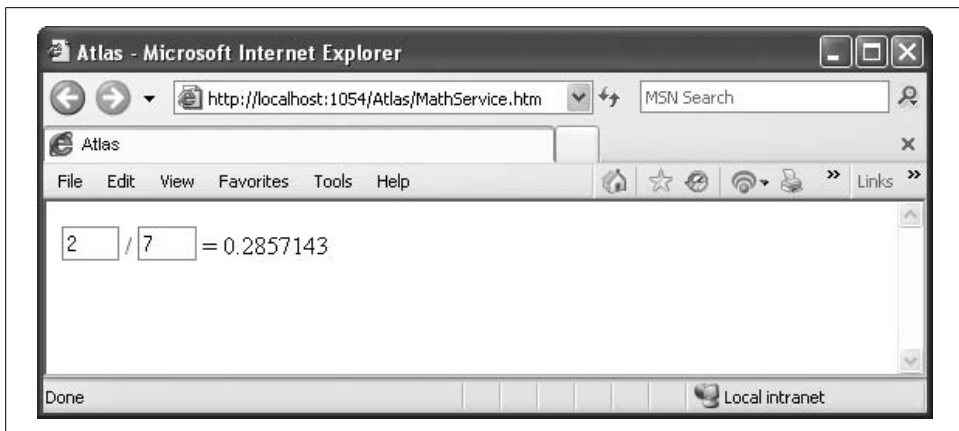 Atlas - Microsoft Internet Explorer
http://localhost:1054/Atlas/MathService.htm
MSN Search
Atlas
File Edit View Favorites Tools Help
Links
2 / 7 = 0.2857143
Done
Local intranet